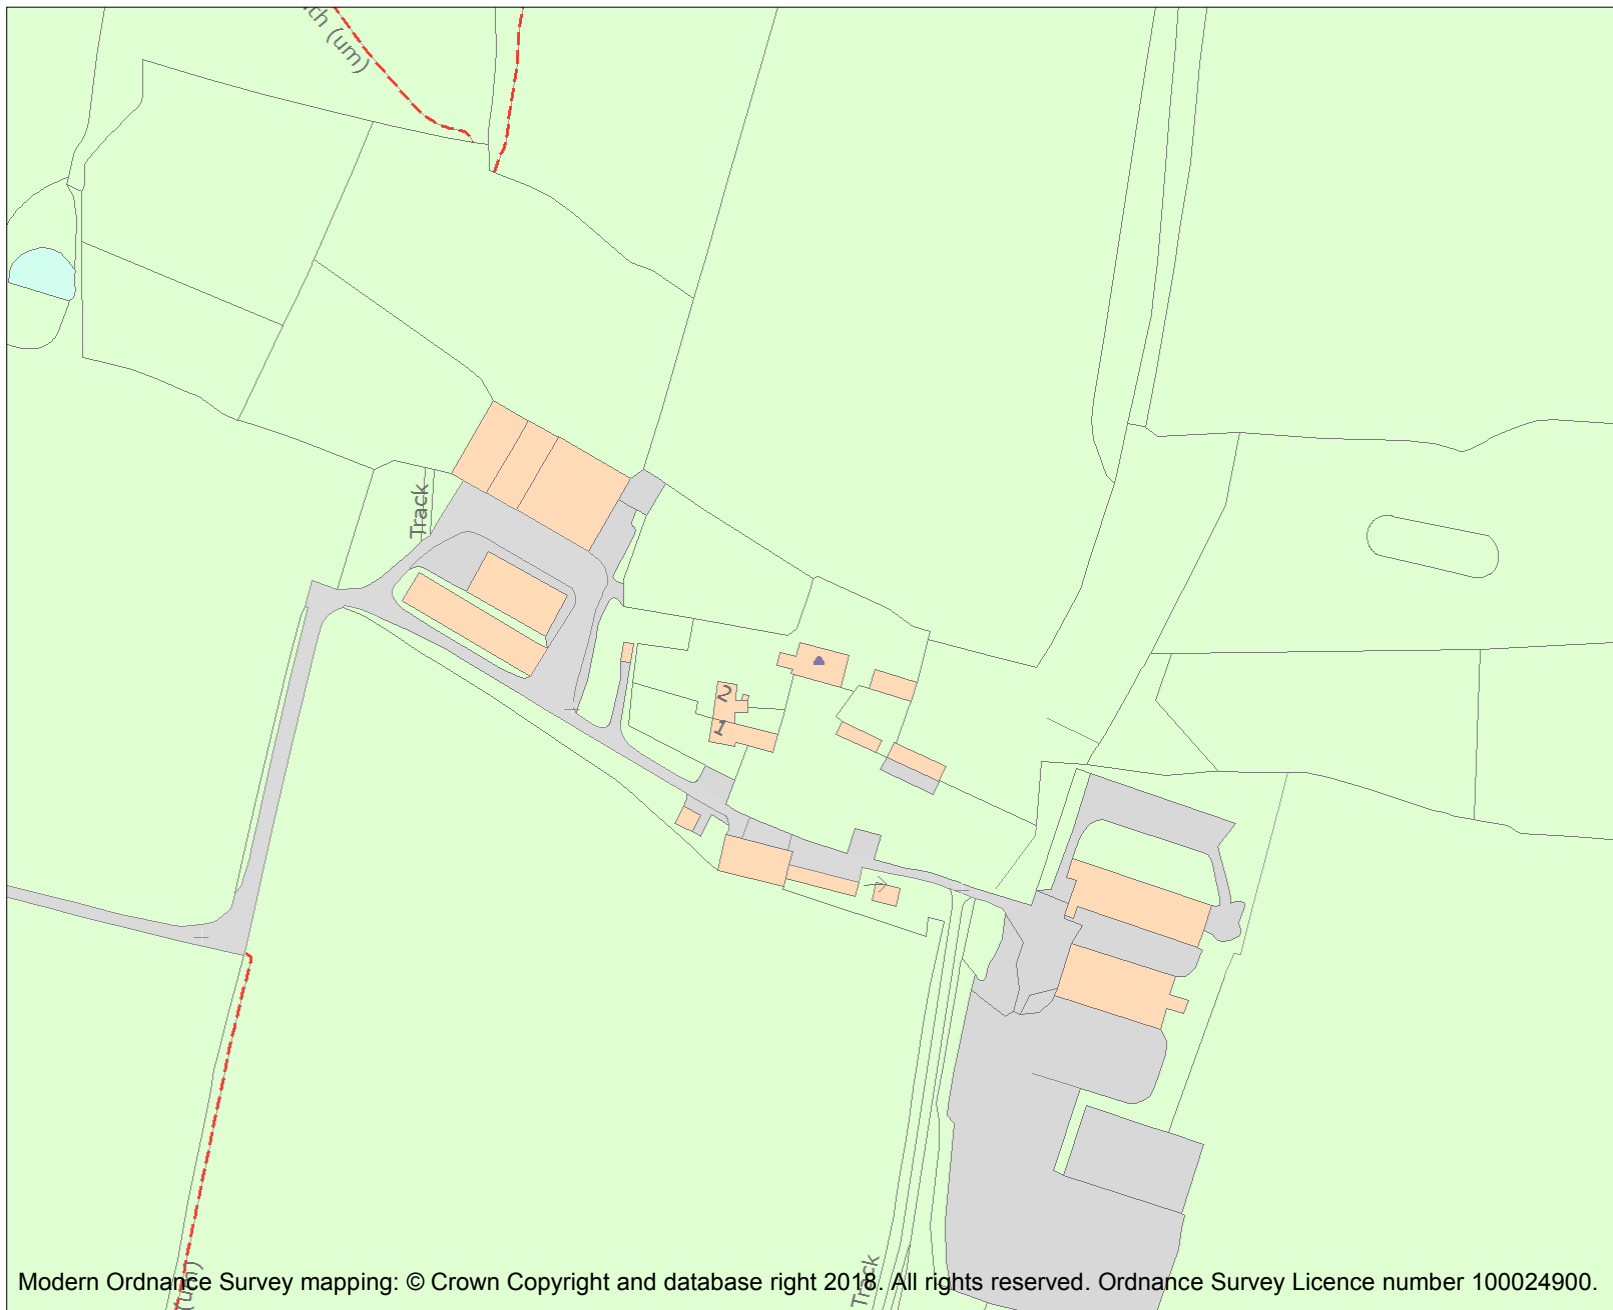 th (um)
Track
2
1
Track
(um)
Modern Ordnance Survey mapping: © Crown Copyright and database right 2018. All rights reserved. Ordnance Survey Licence number 100024900.